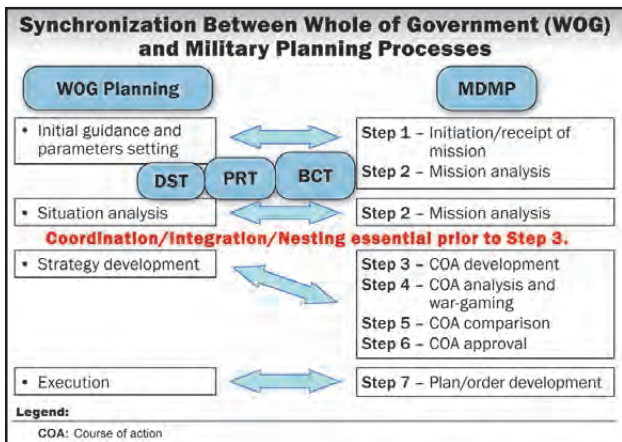 Synchronization Between Whole of Government (WOG)
and Military Planning Processes
WOG Planning
MDMP
• Initial guidance and
parameters setting
Step 1 – Initiation/receipt of
mission
Step 2 – Mission analysis
DST
PRT
BCT
• Situation analysis
Step 2 – Mission analysis
Coordination/Integration/Nesting essential prior to Step 3.
• Strategy development
Step 3 – COA development
Step 4 – COA analysis and
war-gaming
Step 5 – COA comparison
Step 6 – COA approval
• Execution
Step 7 – Plan/order development
Legend:
COA: Course of action